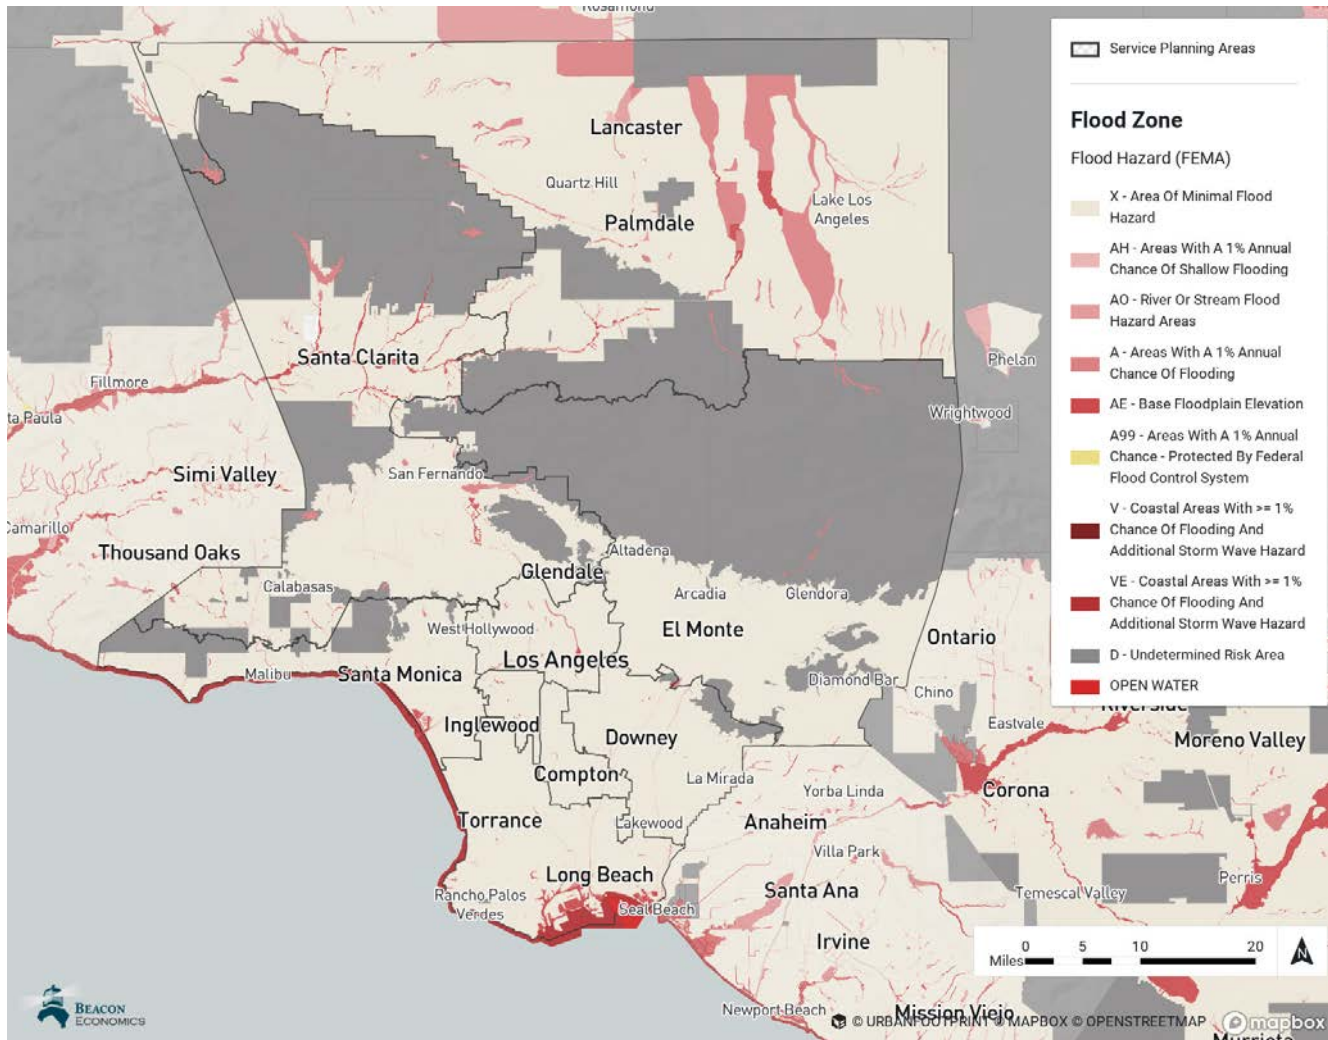 Rosamond
Service Planning Areas
Flood Zone
Flood Hazard (FEMA)
X - Area Of Minimal Flood
Hazard
AH - Areas With A 1% Annual
Chance Of Shallow Flooding
AO - River Or Stream Flood
Hazard Areas
A - Areas With A 1% Annual
Chance Of Flooding
AE - Base Floodplain Elevation
A99 - Areas With A 1% Annual
Chance - Protected By Federal
Flood Control System
V - Coastal Areas With >= 1%
Chance Of Flooding And
Additional Storm Wave Hazard
VE - Coastal Areas With >= 1%
Chance Of Flooding And
Additional Storm Wave Hazard
D - Undetermined Risk Area
OPEN WATER
Lancaster
Quartz Hill
Lake Los
Angeles
Palmdale
Santa Clarita
Phelan
Fillmore
ta Paula
Wrightwood
Simi Valley
San Fernando
Camarillo
Thousand Oaks
Altadena
Glendale
Calabasas
Arcadia
Glendora
West Hollywood
El Monte
Ontario
Los Angeles
Malibu
Santa Monica
Diamond Bar
Chino
Riverside
Inglewood
Eastvale
Downey
Moreno Valley
Compton
La Mirada
Yorba Linda
Corona
Torrance
Lakewood
Anaheim
Villa Park
Long Beach
Perris
Rancho Palos
Verdes
Seal Beach
Santa Ana
Temescal Valley
Irvine
0 5 10 20
Miles
N
Newport Beach
Mission Viejo
BEACON
ECONOMICS
© URBANFOOTPRINT © MAPBOX © OPENSTREETMAP
mapbox
Murrieta